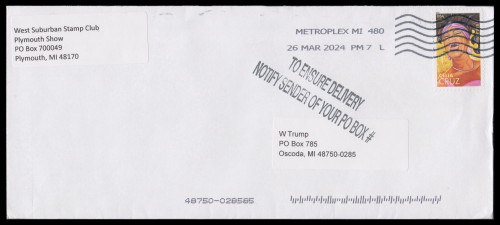 West Suburban Stamp Club
Plymouth Show
PO Box 700049
Plymouth, MI 48170
METROPLEX MI 480
26 MAR 2024 PM 7 L
CRUZ
TO ENSURE DELIVERY
NOTIFY SENDER OF YOUR PO BOX #
W Trump
PO Box 785
Oscoda, MI 48750-0285
48750-028585